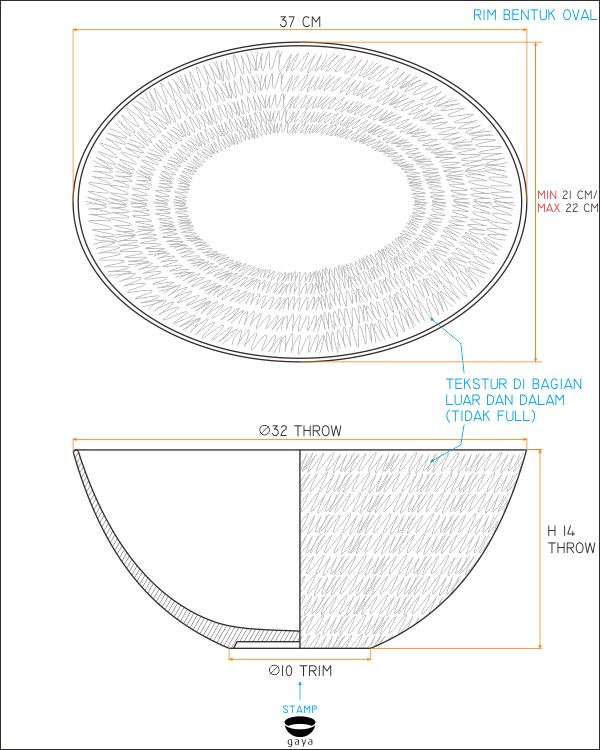 RIM BENTUK OVAL
37 CM
MIN 21 CM/
MAX 22 CM
TEKSTUR DI BAGIAN
LUAR DAN DALAM
(TIDAK FULL)
Ø32 THROW
H 14
THROW
Ø10 TRIM
STAMP
gaya